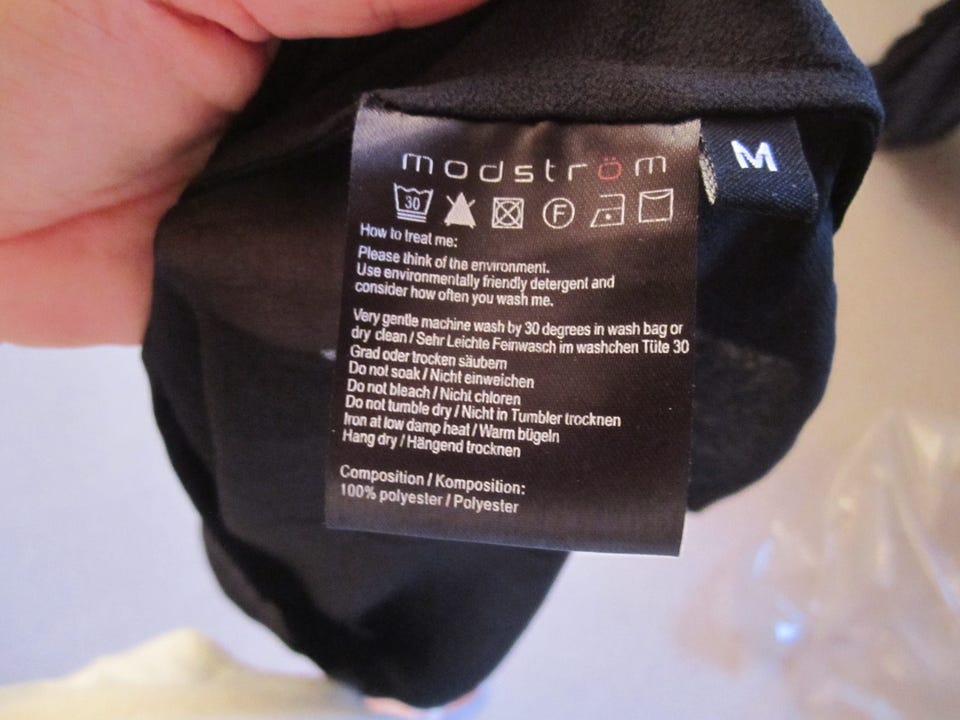 modström
M
30 F
How to treat me:
Please think of the environment.
Use environmentally friendly detergent and
consider how often you wash me.
Very gentle machine wash by 30 degrees in wash bag or
dry clean / Sehr Leichte Feinwasch im washchen Tüte 30
Grad oder trocken säubern
Do not soak / Nicht einweichen
Do not bleach / Nicht chloren
Do not tumble dry / Nicht in Tumbler trocknen
Iron at low damp heat / Warm bügeln
Hang dry / Hängend trocknen
Composition / Komposition:
100% polyester / Polyester